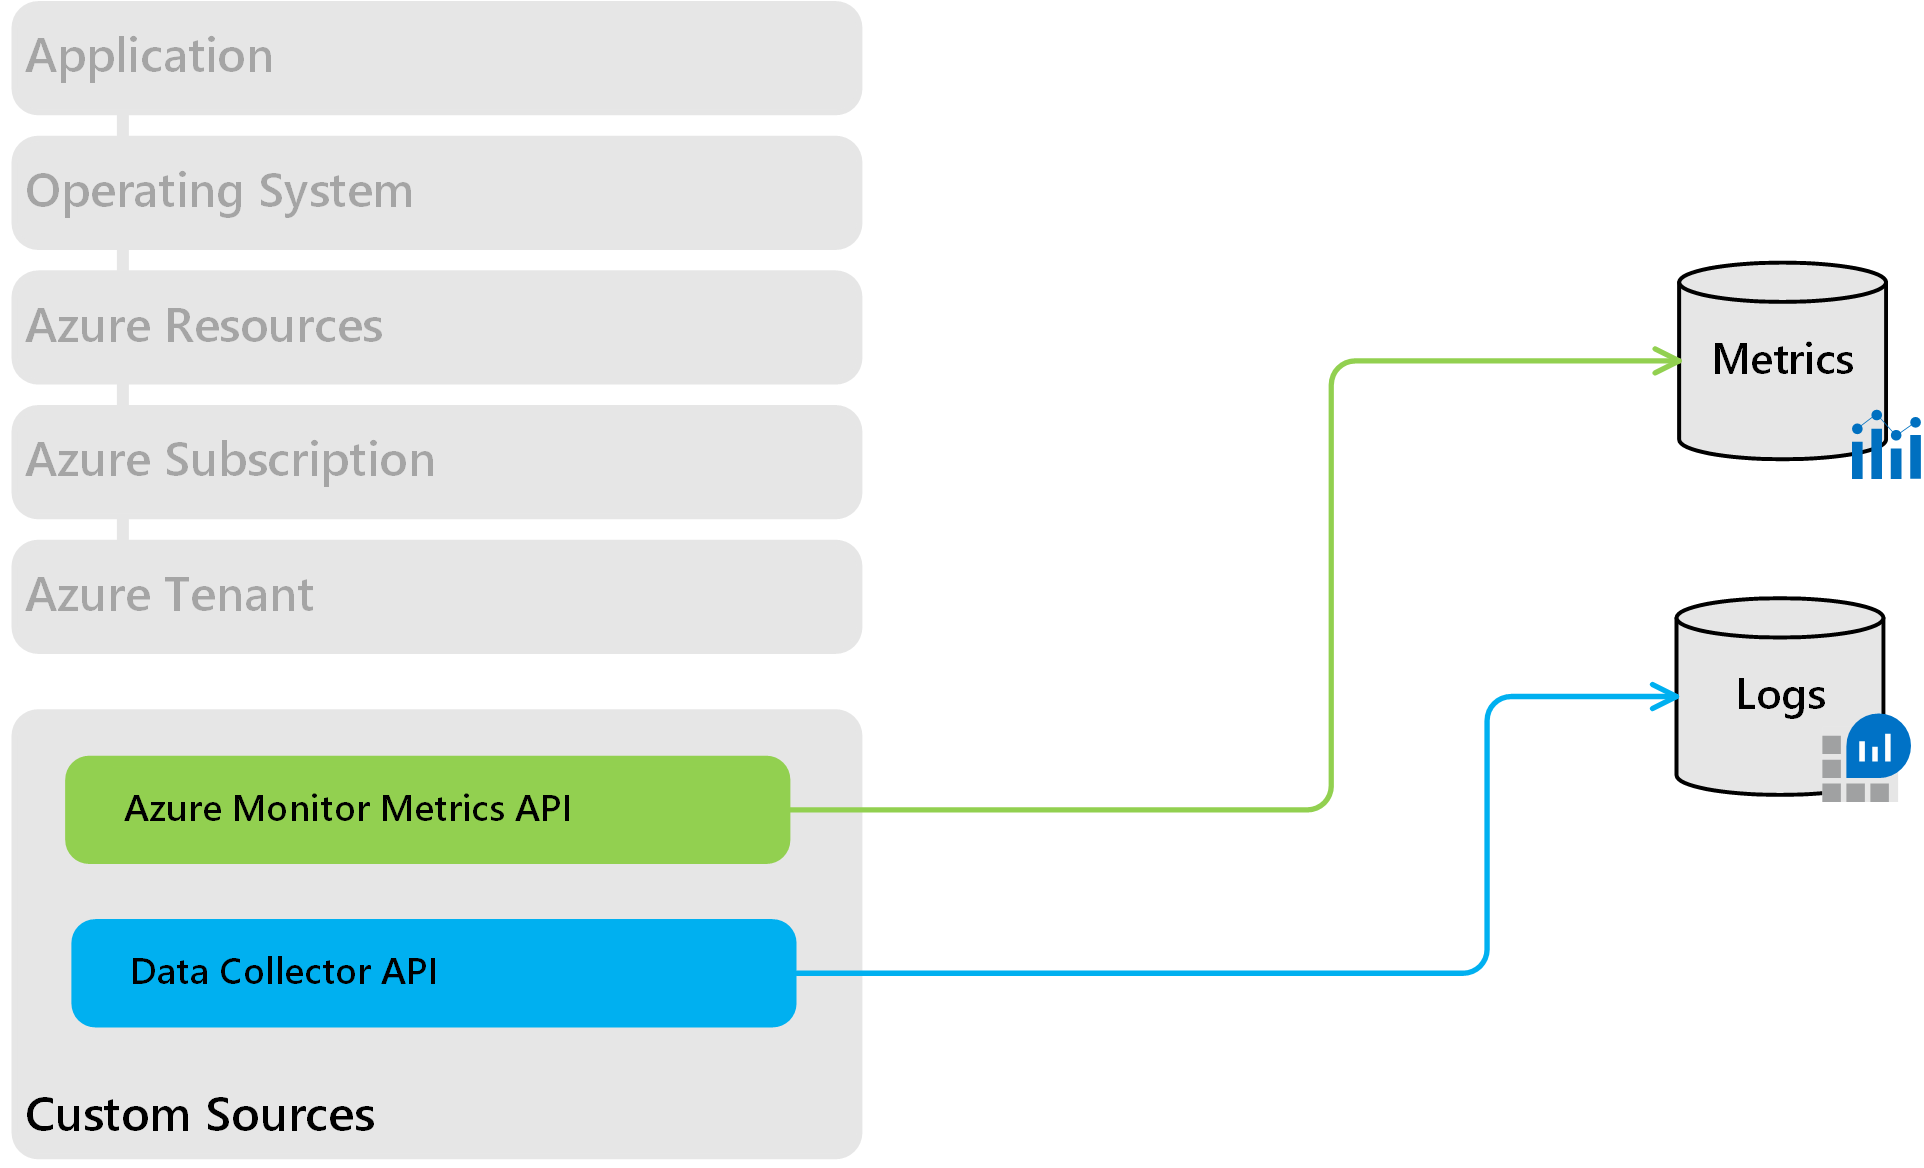 Application
Operating System
Azure Resources
Azure Subscription
Azure Tenant
Azure Monitor Metrics API
Data Collector API
Custom Sources
Metrics
Logs